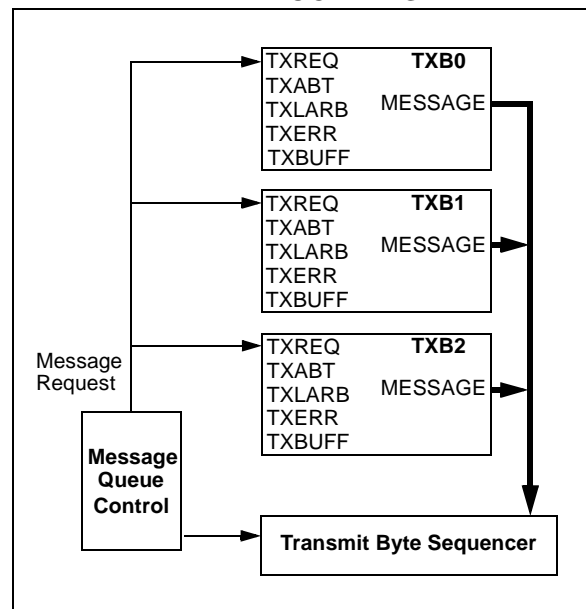 TXREQ TXB0
TXABT
TXLARB MESSAGE
TXERR
TXBUFF
TXREQ TXB1
TXABT
TXLARB MESSAGE
TXERR
TXBUFF
TXREQ TXB2
TXABT
TXLARB MESSAGE
TXERR
TXBUFF
Message
Request
Message
Queue
Control
Transmit Byte Sequencer